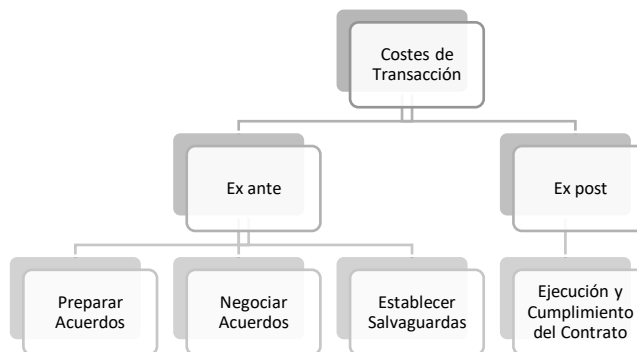 Costes de
Transacción
Ex ante
Ex post
Preparar
Acuerdos
Negociar
Acuerdos
Establecer
Salvaguardas
Ejecución y
Cumplimiento
del Contrato